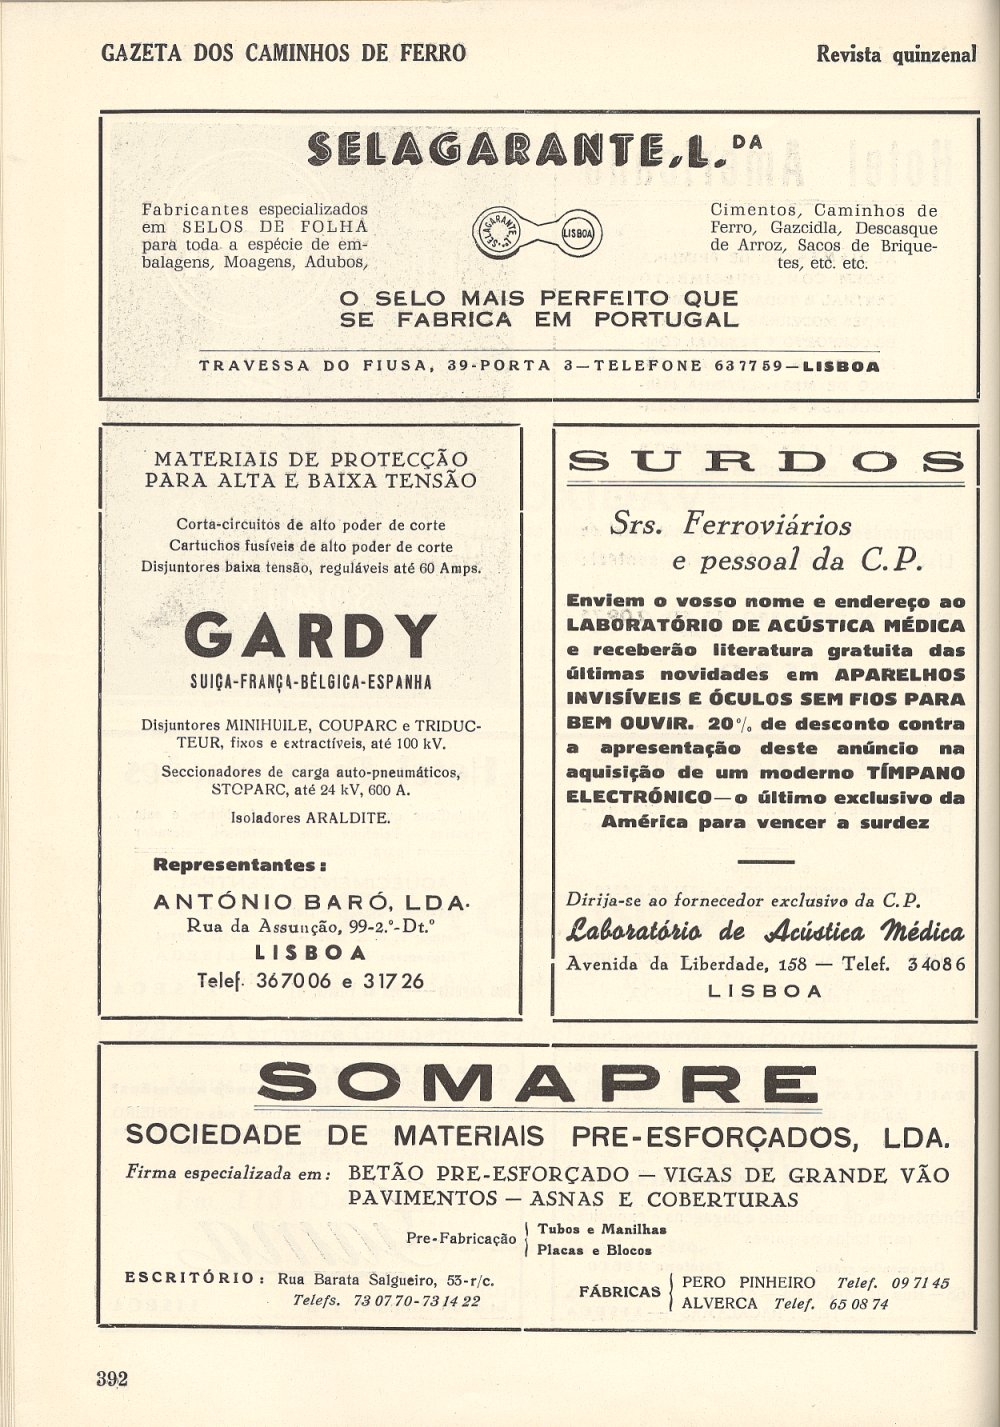 GAZETA DOS CAMINHOS DE FERRO
Revista quinzenal
SELAGARANTE, L.DA
Fabricantes especializados
em SELOS DE FOLHA
para toda a espécie de em-
balagens, Moagens, Adubos,
SELAGARANTE L.da
LISBOA
Cimentos, Caminhos de
Ferro, Gazcidla, Descasque
de Arroz, Sacos de Brique-
tes, etc. etc.
O SELO MAIS PERFEITO QUE
SE FABRICA EM PORTUGAL
TRAVESSA DO FIUSA, 39-PORTA 3—TELEFONE 637759—LISBOA
MATERIAIS DE PROTECÇÃO
PARA ALTA E BAIXA TENSÃO
Corta-circuitos de alto poder de corte
Cartuchos fusíveis de alto poder de corte
Disjuntores baixa tensão, reguláveis até 60 Amps.
GARDY
SUIÇA-FRANÇA-BÉLGICA-ESPANHA
Disjuntores MINIHUILE, COUPARC e TRIDUC-
TEUR, fixos e extractíveis, até 100 kV.
Seccionadores de carga auto-pneumáticos,
STOPARC, até 24 kV, 600 A.
Isoladores ARALDITE.
Representantes:
ANTÓNIO BARÓ, LDA.
Rua da Assunção, 99-2.º-Dt.º
LISBOA
Telef. 367006 e 31726
SURDOS
Srs. Ferroviários
e pessoal da C.P.
Enviem o vosso nome e endereço ao
LABORATÓRIO DE ACÚSTICA MÉDICA
e receberão literatura gratuita das
últimas novidades em APARELHOS
INVISÍVEIS E ÓCULOS SEM FIOS PARA
BEM OUVIR. 20% de desconto contra
a apresentação deste anúncio na
aquisição de um moderno TÍMPANO
ELECTRÓNICO—o último exclusivo da
América para vencer a surdez
Dirija-se ao fornecedor exclusivo da C.P.
Laboratório de Acústica Médica
Avenida da Liberdade, 158 — Telef. 34086
LISBOA
SOMAPRE
SOCIEDADE DE MATERIAIS PRE-ESFORÇADOS, LDA.
Firma especializada em: BETÃO PRE-ESFORÇADO — VIGAS DE GRANDE VÃO
PAVIMENTOS — ASNAS E COBERTURAS
Pre-Fabricação
Tubos e Manilhas
Placas e Blocos
ESCRITÓRIO: Rua Barata Salgueiro, 53-r/c.
Telefs. 73 07 70-73 14 22
FÁBRICAS
PERO PINHEIRO Telef. 09 71 45
ALVERCA Telef. 65 08 74
392